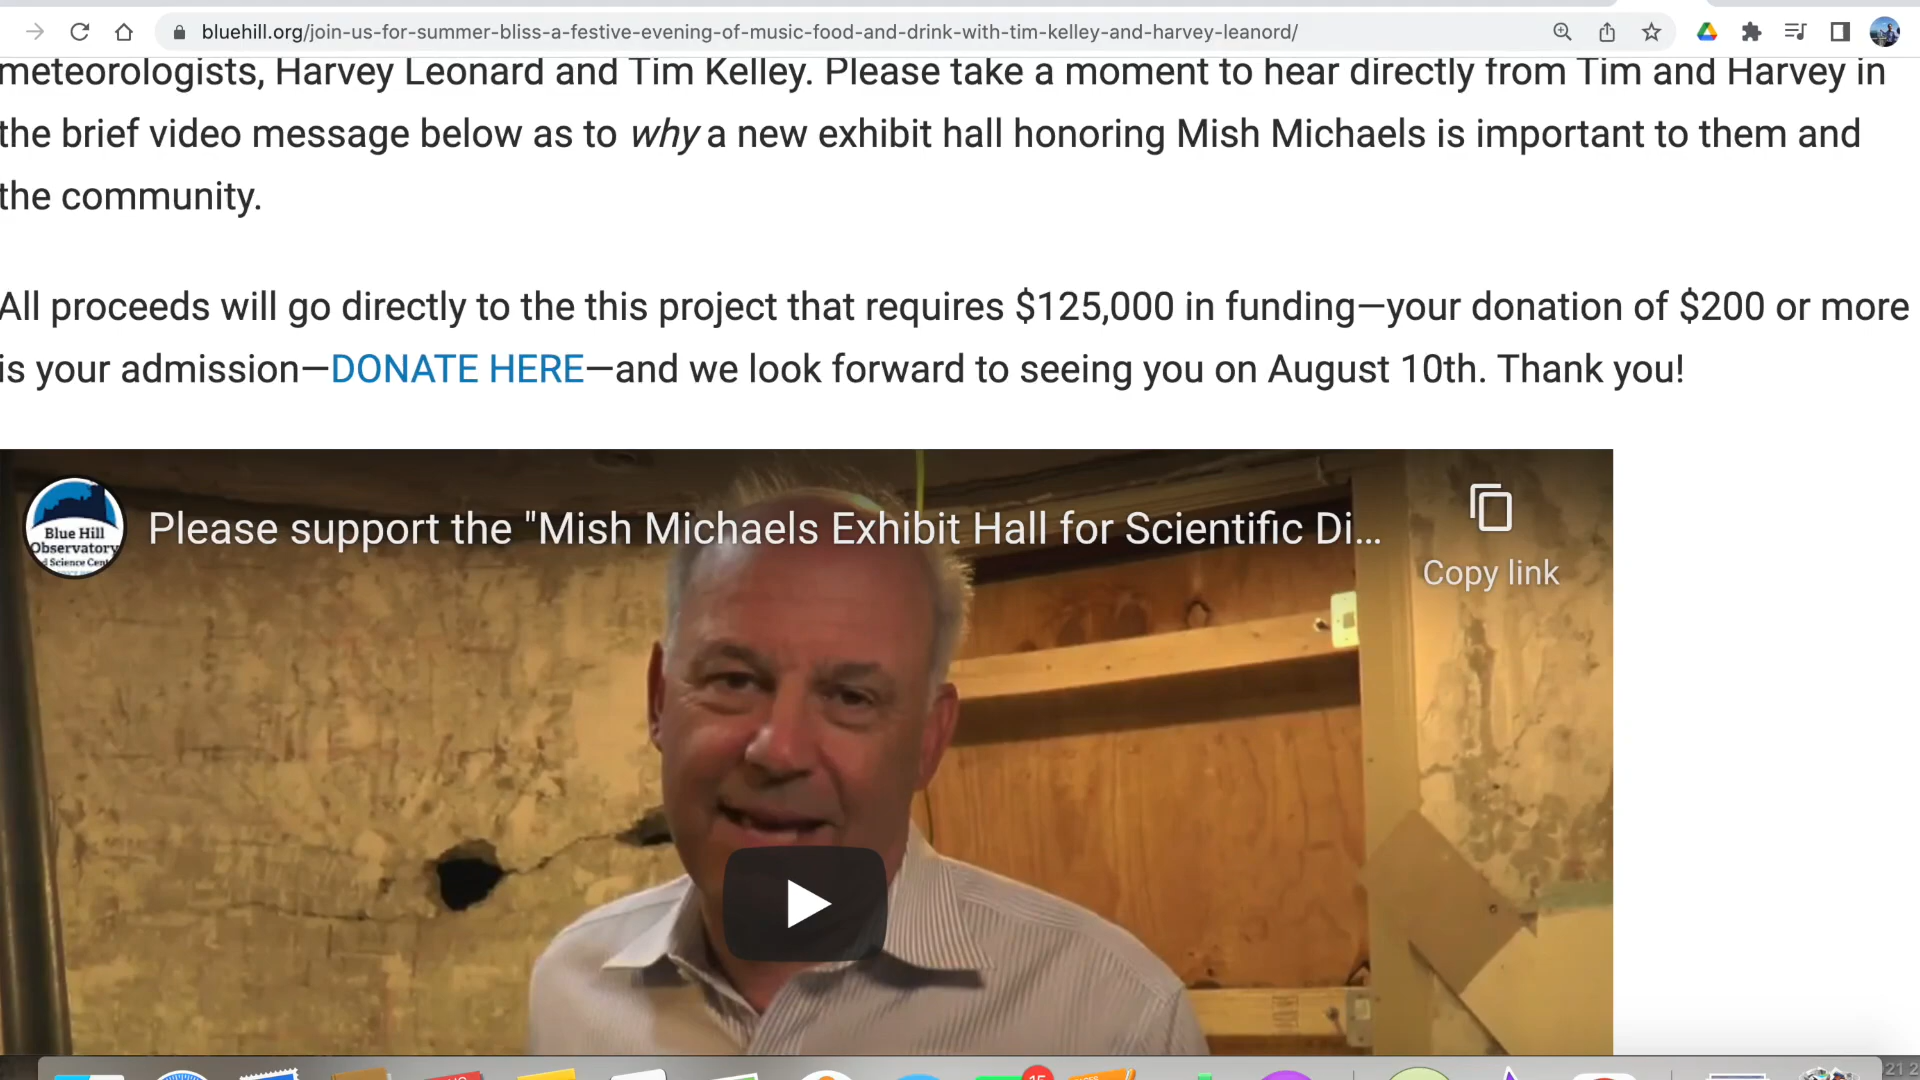 bluehill.org/join-us-for-summer-bliss-a-festive-evening-of-music-food-and-drink-with-tim-kelley-and-harvey-leanord/
meteorologists, Harvey Leonard and Tim Kelley. Please take a moment to hear directly from Tim and Harvey in
the brief video message below as to why a new exhibit hall honoring Mish Michaels is important to them and
the community.
All proceeds will go directly to the this project that requires $125,000 in funding—your donation of $200 or more
is your admission—DONATE HERE—and we look forward to seeing you on August 10th. Thank you!
Blue Hill
Observatory
d Science Cent
Please support the "Mish Michaels Exhibit Hall for Scientific Di...
Copy link
15
21 2